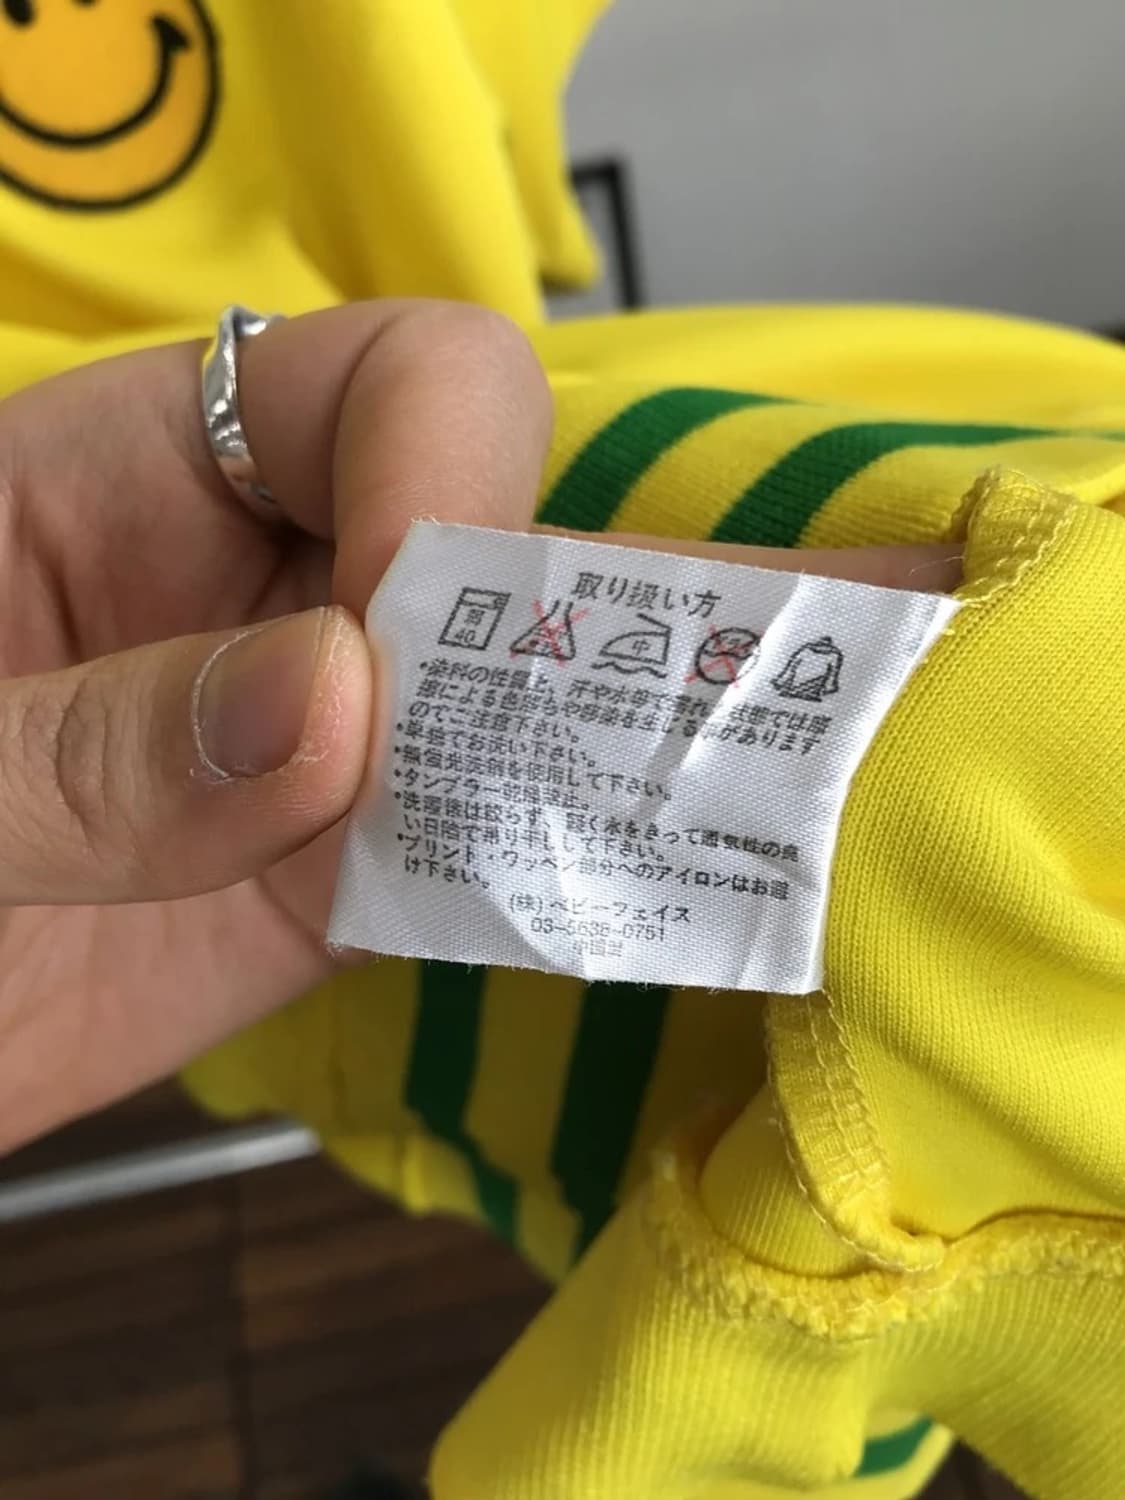 取り扱い方
弱
40
中
・染料の性質上、汗や水等で濡れた状態では摩
擦による色落ちや移染を生じる事があります
のでご注意下さい。
・単独でお洗い下さい。
・無蛍光洗剤を使用して下さい。
・タンブラー乾燥禁止。
・洗濯後は絞らず、軽く水をきって通気性の良
い日陰で吊り干しして下さい。
・プリント・ワッペン部分へのアイロンはお避
け下さい。
(株)ベビーフェイス
03-5638-0751
中国製